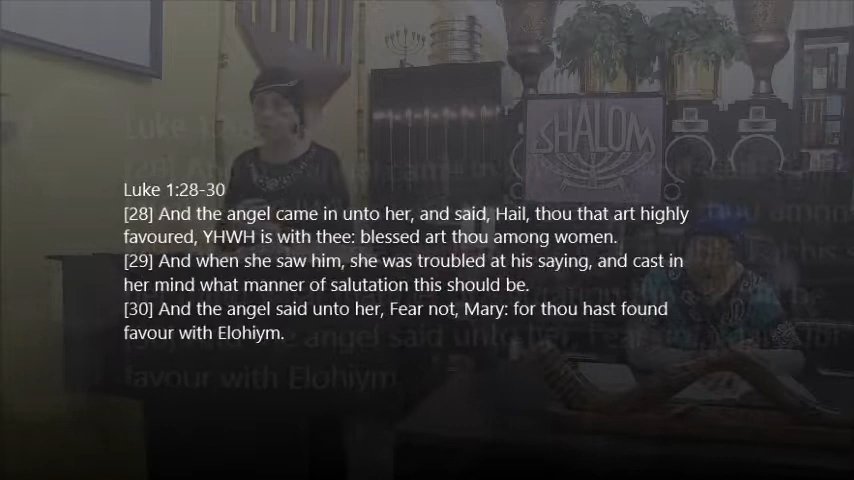 SHALOM
Luke 1:28-30
[28] And the angel came in unto her, and said, Hail, thou that art highly
favoured, YHWH is with thee: blessed art thou among women.
[29] And when she saw him, she was troubled at his saying, and cast in
her mind what manner of salutation this should be.
[30] And the angel said unto her, Fear not, Mary: for thou hast found
favour with Elohiym.